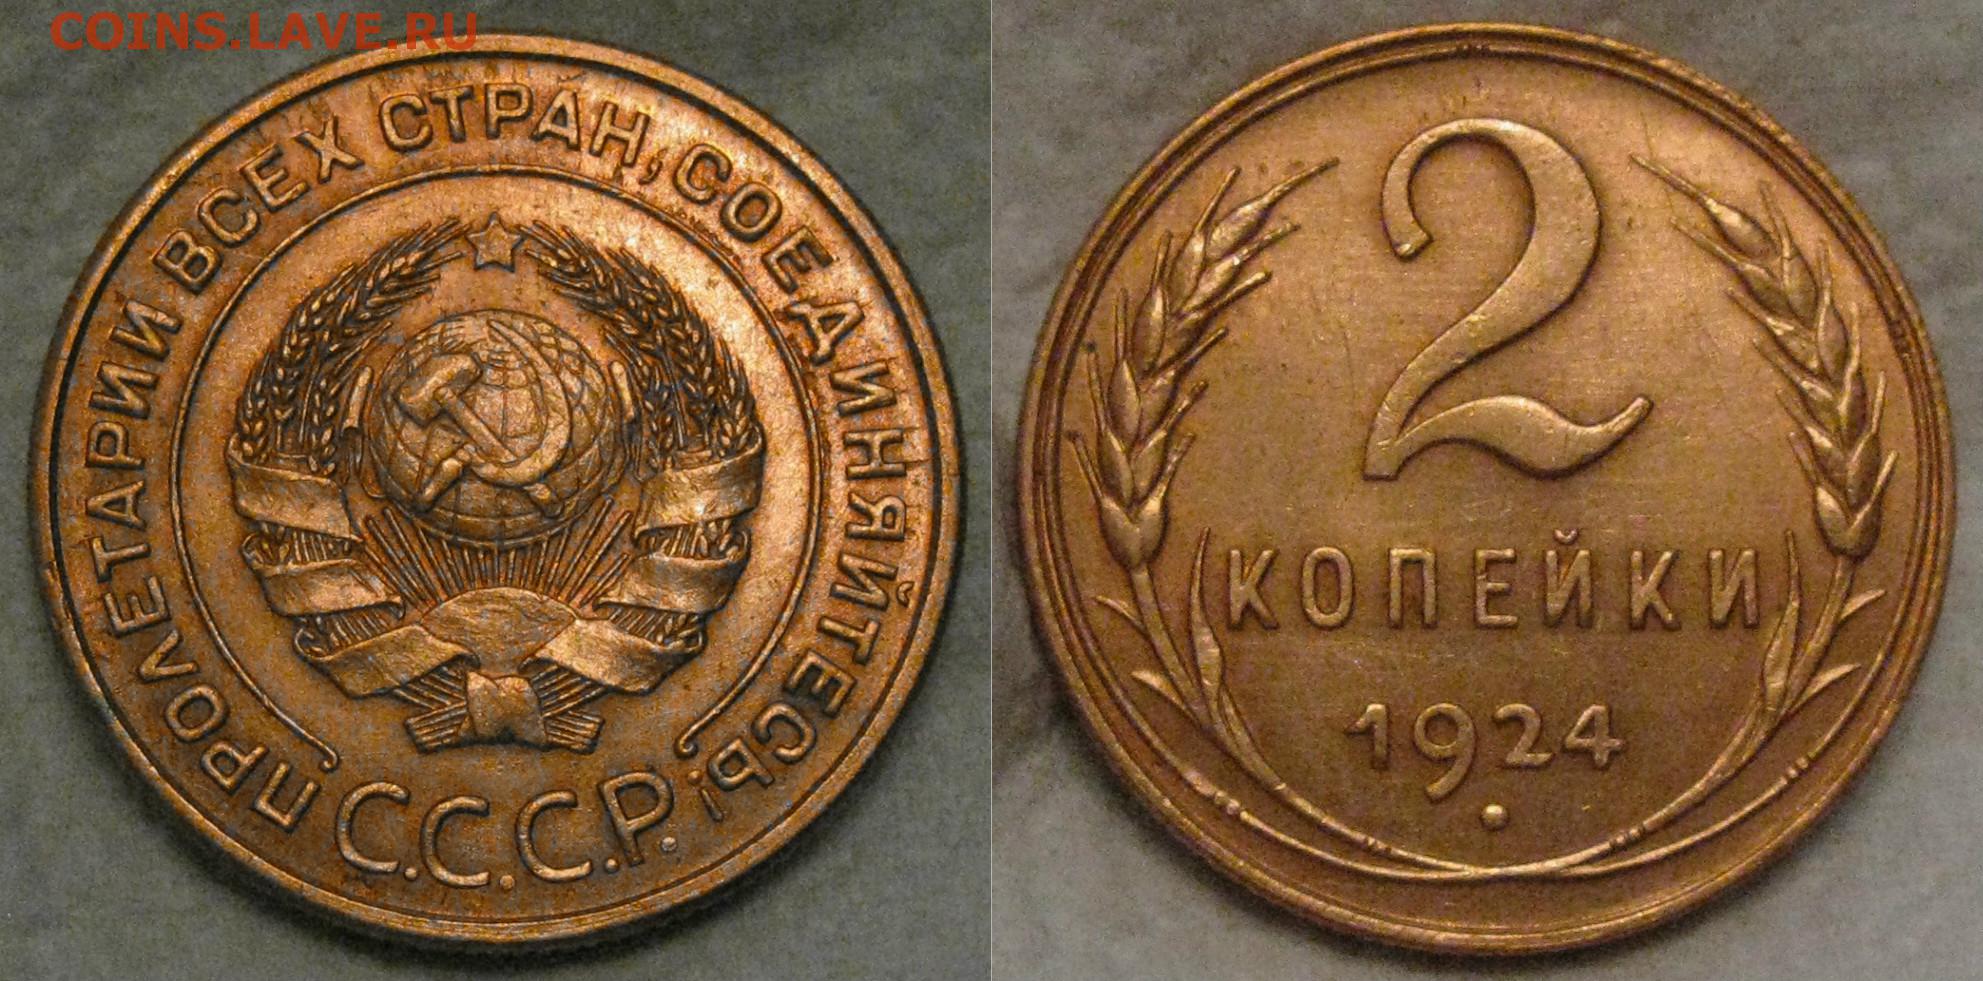 COINS.LAVE.RU
ПРОЛЕТАРИИ ВСЕХ СТРАН, СОЕДИНЯЙТЕСЬ!
С.С.С.Р.
2
КОПЕЙКИ
1924